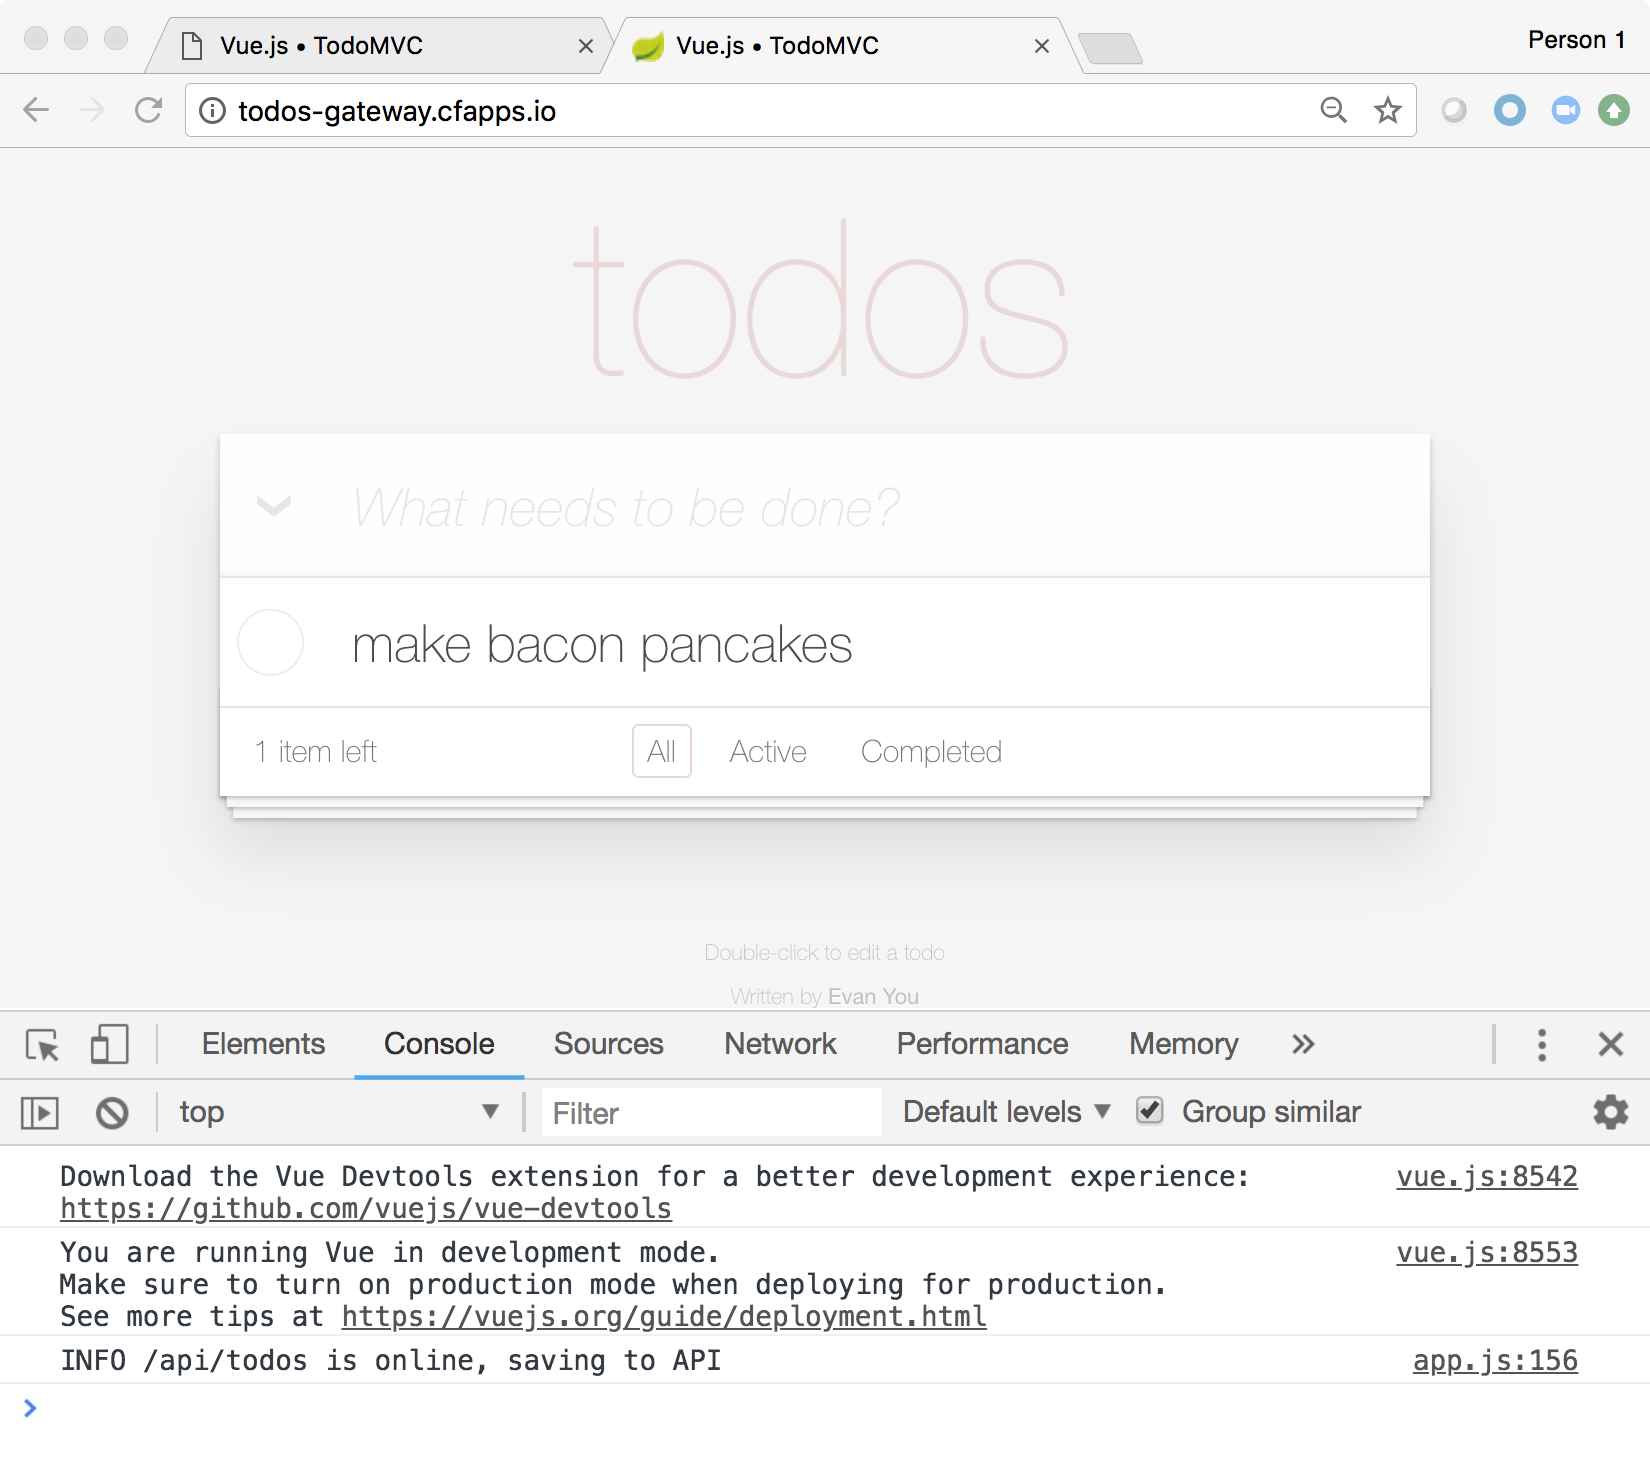 Vue.js • TodoMVC
Vue.js • TodoMVC
Person 1
todos-gateway.cfapps.io
todos
What needs to be done?
make bacon pancakes
1 item left All Active Completed
Double-click to edit a todo
Written by Evan You
Elements Console Sources Network Performance Memory
top Filter Default levels Group similar
Download the Vue Devtools extension for a better development experience: vue.js:8542
https://github.com/vuejs/vue-devtools
You are running Vue in development mode. vue.js:8553
Make sure to turn on production mode when deploying for production.
See more tips at https://vuejs.org/guide/deployment.html
INFO /api/todos is online, saving to API app.js:156